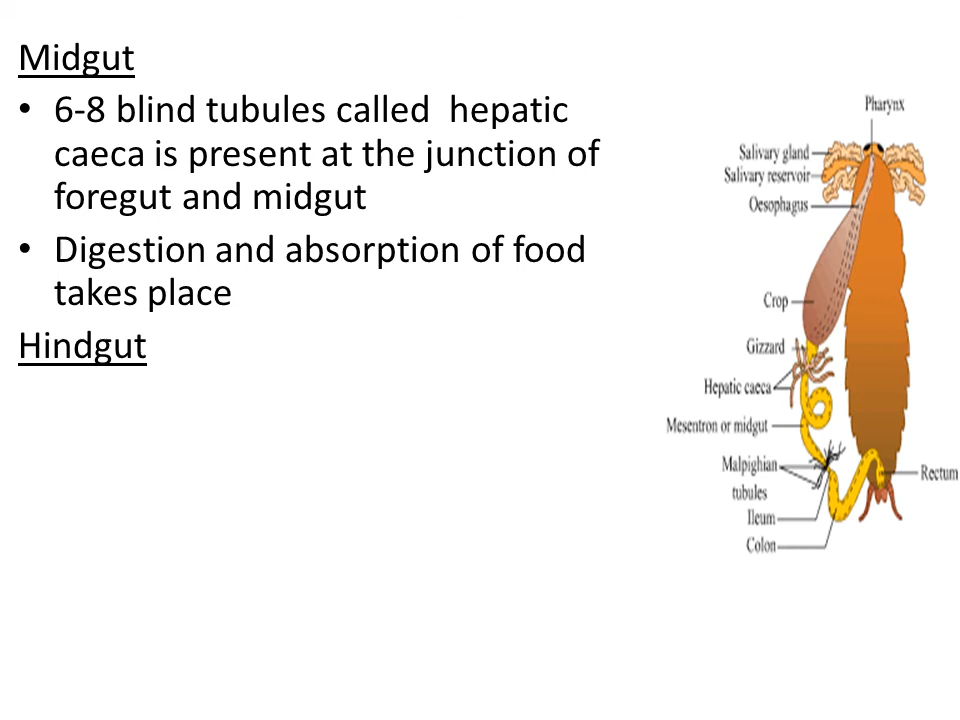 Midgut
• 6-8 blind tubules called  hepatic
caeca is present at the junction of
foregut and midgut
• Digestion and absorption of food
takes place
Hindgut
Pharynx
Salivary gland
Salivary reservoir
Oesophagus
Crop
Gizzard
Hepatic caeca
Mesentron or midgut
Malpighian
tubules
Rectum
Ileum
Colon